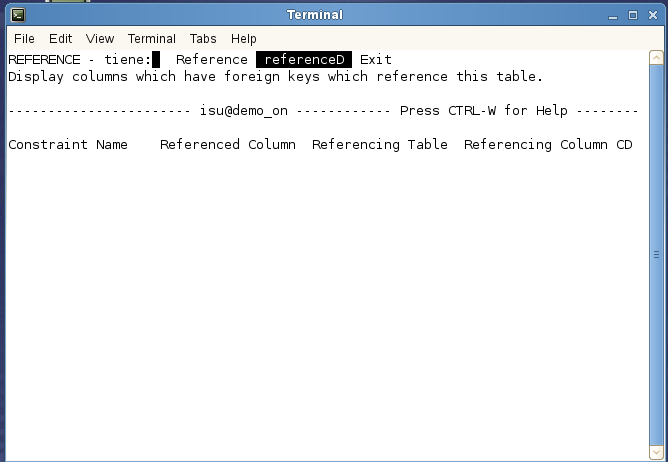 Terminal
File Edit View Terminal Tabs Help
REFERENCE - tiene: Reference referenceD Exit
Display columns which have foreign keys which reference this table.
----------------------- isu@demo_on ------------ Press CTRL-W for Help --------
Constraint Name    Referenced Column  Referencing Table  Referencing Column CD